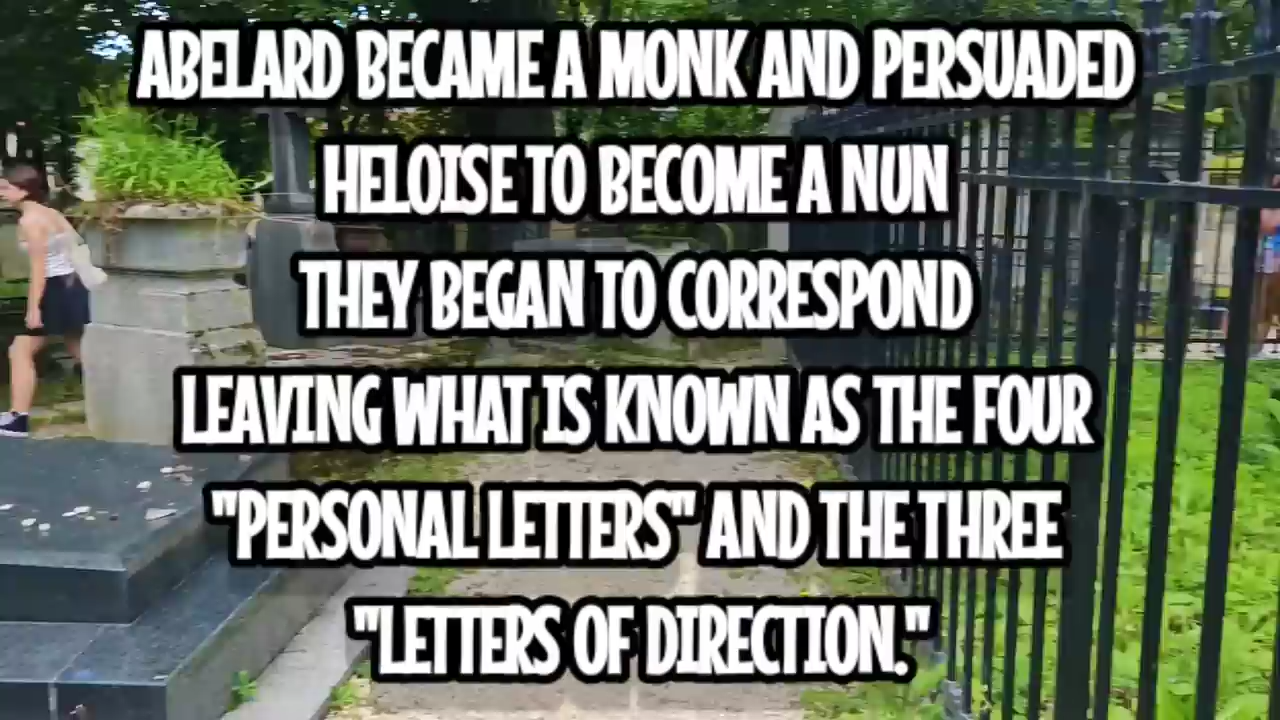 ABELARD BECAME A MONK AND PERSUADED
HELOISE TO BECOME A NUN
THEY BEGAN TO CORRESPOND
LEAVING WHAT IS KNOWN AS THE FOUR
"PERSONAL LETTERS" AND THE THREE
"LETTERS OF DIRECTION."